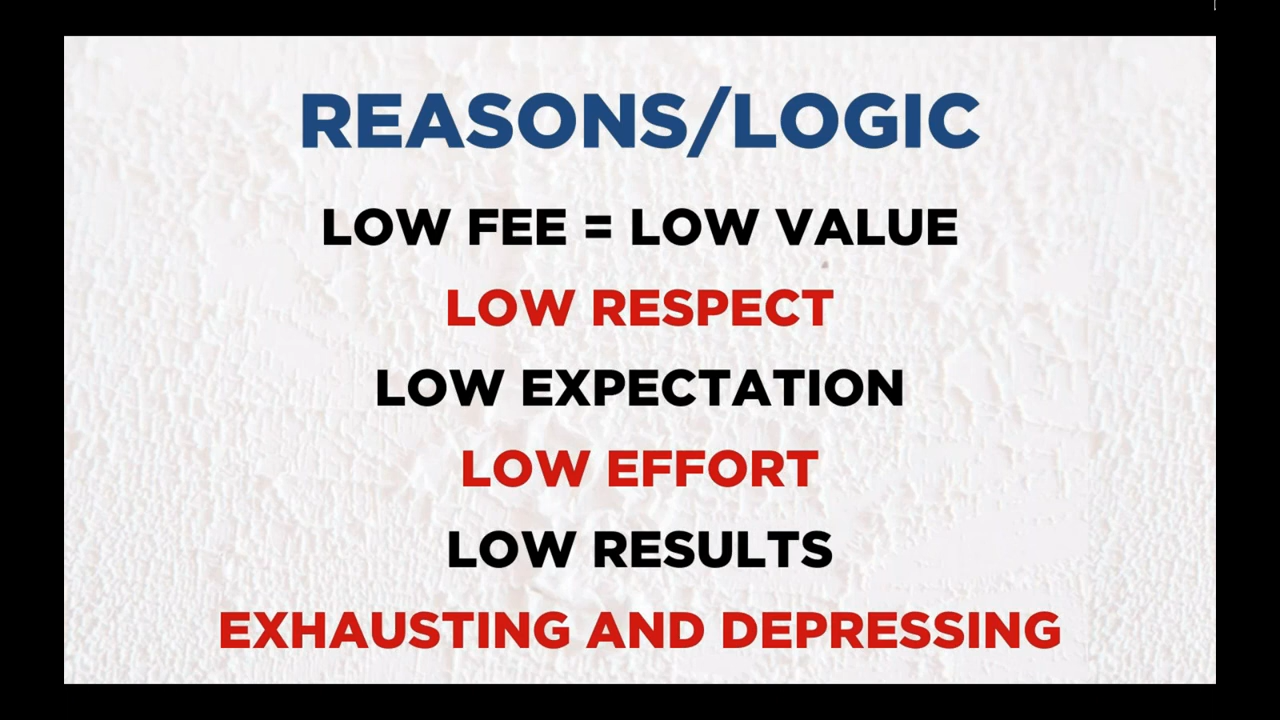 REASONS/LOGIC
LOW FEE = LOW VALUE
LOW RESPECT
LOW EXPECTATION
LOW EFFORT
LOW RESULTS
EXHAUSTING AND DEPRESSING